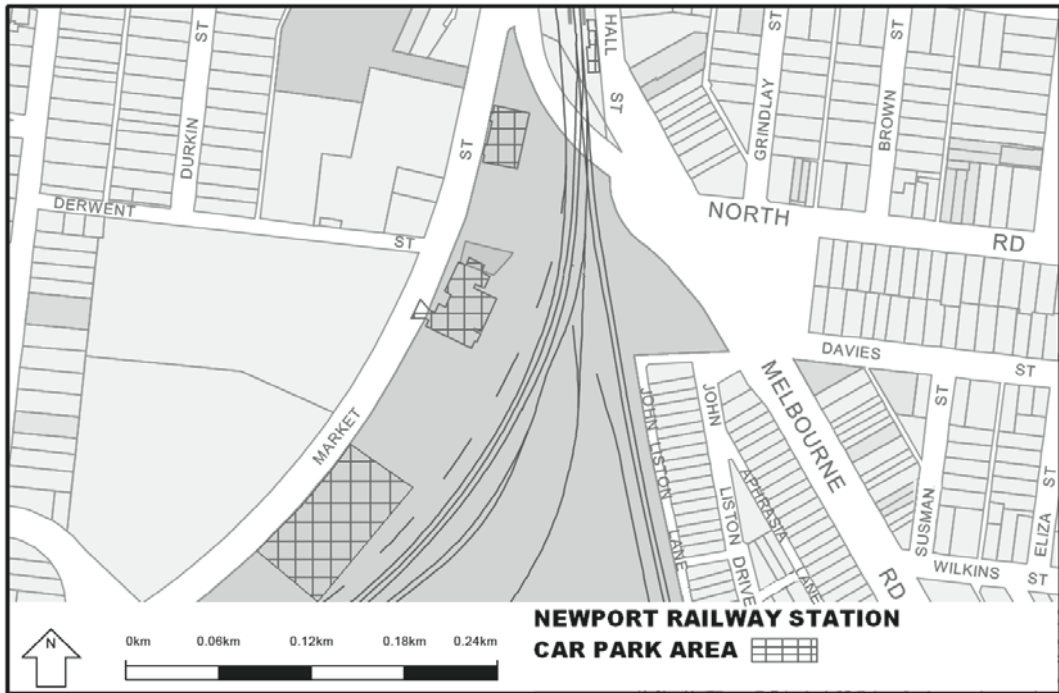 HALL ST
ST
DURKIN
ST
GRINDLAY
ST
BROWN
ST
DERWENT
ST
NORTH
RD
DAVIES
ST
MARKET
MELBOURNE
RD
JOHN LISTON LANE
JOHN
LISTON
DRIVE
APHRASIA
LANE
ST
SUSMAN
ST
ELIZA
WILKINS
ST
N
0km 0.06km 0.12km 0.18km 0.24km
NEWPORT RAILWAY STATION
CAR PARK AREA